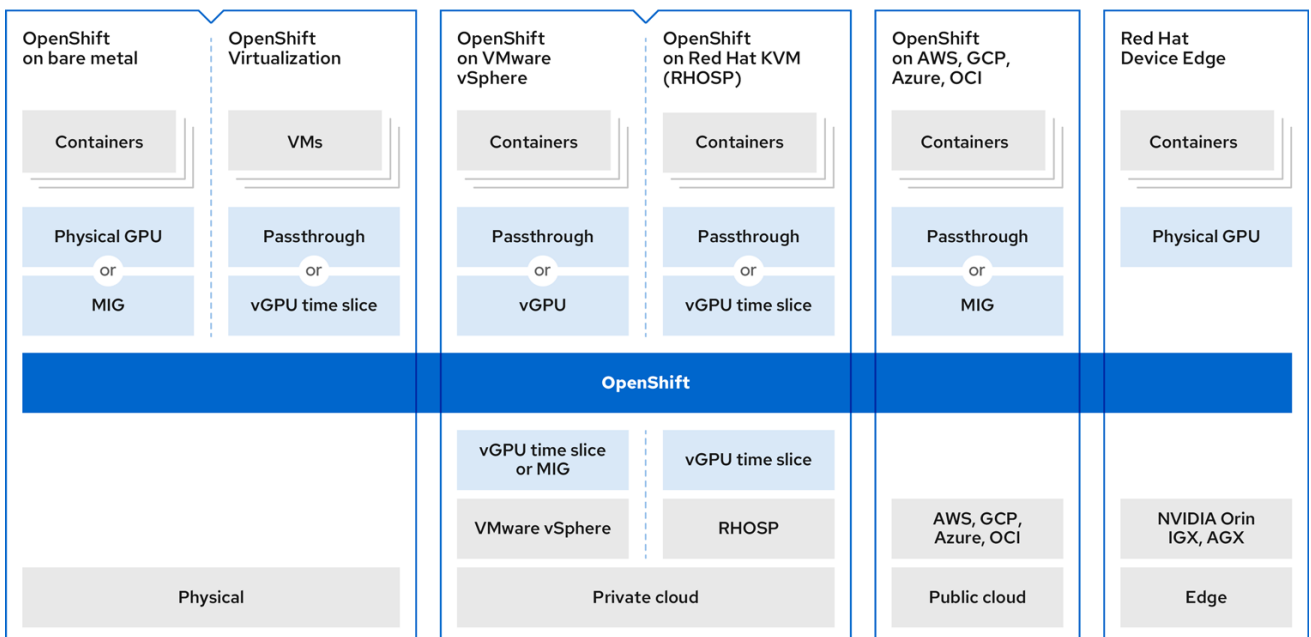 OpenShift
on bare metal
OpenShift
Virtualization
OpenShift
on VMware
vSphere
OpenShift
on Red Hat KVM
(RHOSP)
OpenShift
on AWS, GCP,
Azure, OCI
Red Hat
Device Edge
Containers
VMs
Containers
Containers
Containers
Containers
Physical GPU
or
MIG
Passthrough
or
vGPU time slice
Passthrough
or
vGPU
Passthrough
or
vGPU time slice
Passthrough
or
MIG
Physical GPU
OpenShift
vGPU time slice
or MIG
vGPU time slice
VMware vSphere
RHOSP
AWS, GCP,
Azure, OCI
NVIDIA Orin
IGX, AGX
Physical
Private cloud
Public cloud
Edge